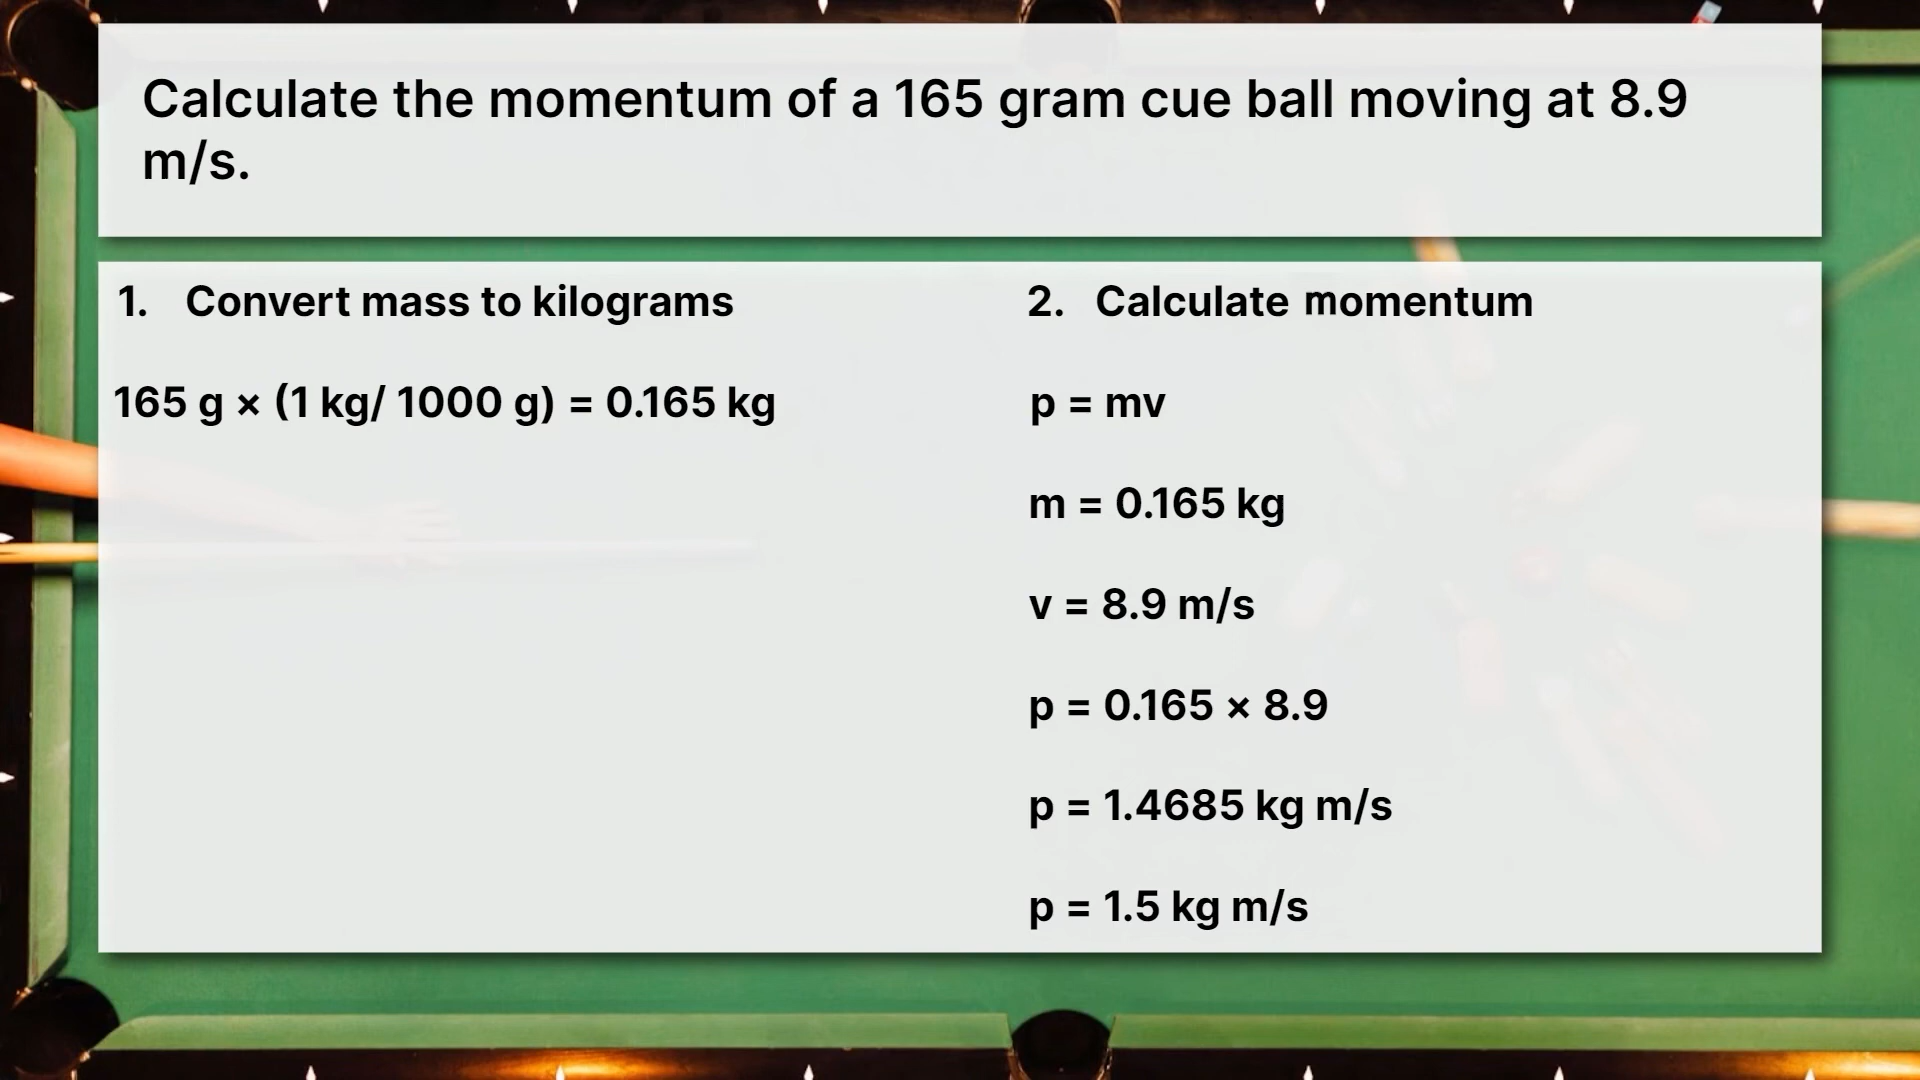 Calculate the momentum of a 165 gram cue ball moving at 8.9
m/s.
1. Convert mass to kilograms
165 g × (1 kg/ 1000 g) = 0.165 kg
2. Calculate momentum
p = mv
m = 0.165 kg
v = 8.9 m/s
p = 0.165 × 8.9
p = 1.4685 kg m/s
p = 1.5 kg m/s